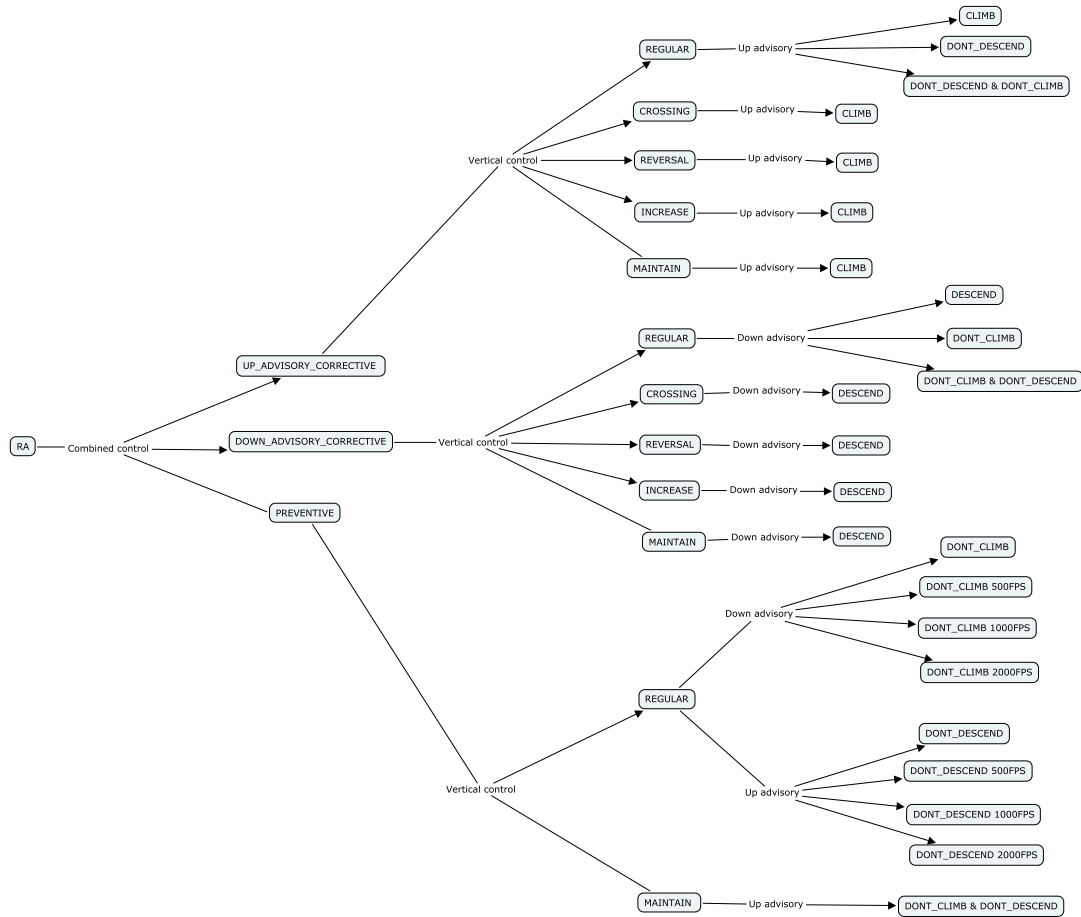 CLIMB
REGULAR
Up advisory
DONT_DESCEND
DONT_DESCEND & DONT_CLIMB
CROSSING
Up advisory
CLIMB
Vertical control
REVERSAL
Up advisory
CLIMB
INCREASE
Up advisory
CLIMB
MAINTAIN
Up advisory
CLIMB
DESCEND
REGULAR
Down advisory
DONT_CLIMB
UP_ADVISORY_CORRECTIVE
DONT_CLIMB & DONT_DESCEND
CROSSING
Down advisory
DESCEND
RA
Combined control
DOWN_ADVISORY_CORRECTIVE
Vertical control
REVERSAL
Down advisory
DESCEND
INCREASE
Down advisory
DESCEND
PREVENTIVE
MAINTAIN
Down advisory
DESCEND
DONT_CLIMB
DONT_CLIMB 500FPS
Down advisory
DONT_CLIMB 1000FPS
DONT_CLIMB 2000FPS
REGULAR
DONT_DESCEND
DONT_DESCEND 500FPS
Vertical control
Up advisory
DONT_DESCEND 1000FPS
DONT_DESCEND 2000FPS
MAINTAIN
Up advisory
DONT_CLIMB & DONT_DESCEND